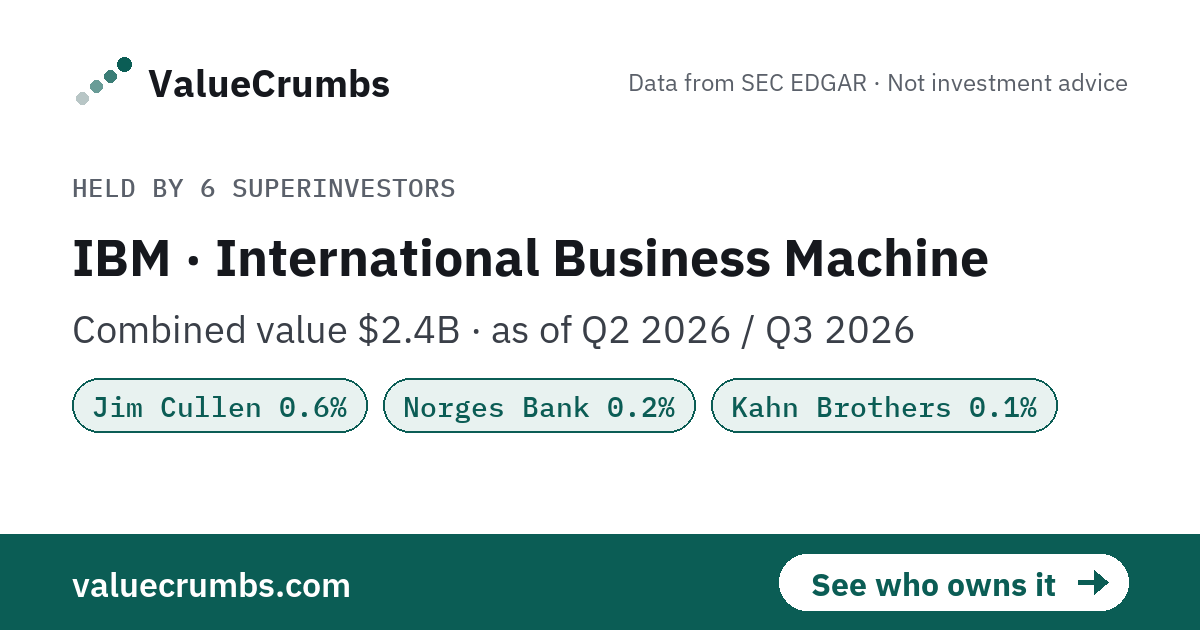 ValueCrumbs
Data from SEC EDGAR · Not investment advice
HELD BY 6 SUPERINVESTORS
IBM · International Business Machine
Combined value $2.4B · as of Q2 2026 / Q3 2026
Jim Cullen 0.6% Norges Bank 0.2% Kahn Brothers 0.1%
valuecrumbs.com
See who owns it →